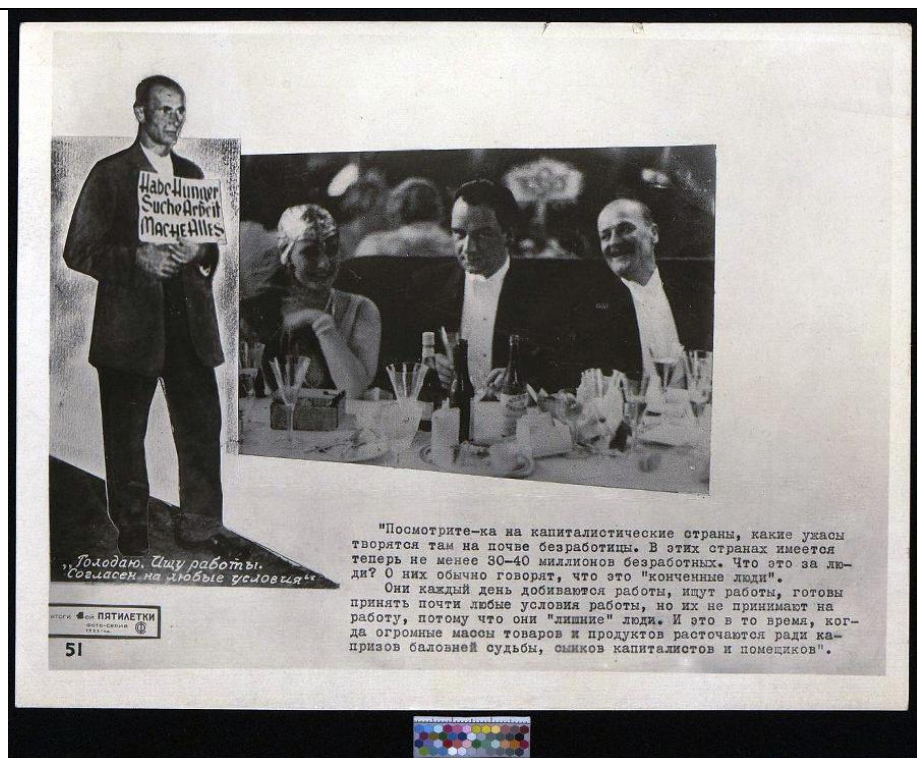 Habe Hunger
Suche Arbeit
MACHE Alles
Голодаю. Ищу работы.
„Согласен на любые условия“
"Посмотрите-ка на капиталистические страны, какие ужасы
творятся там на почве безработицы. В этих странах имеется
теперь не менее 30-40 миллионов безработных. Что это за лю-
ди? О них обычно говорят, что это "конченные люди".
Они каждый день добиваются работы, ищут работы, готовы
принять почти любые условия работы, но их не принимают на
работу, потому что они "лишние" люди. И это в то время, ког-
да огромные массы товаров и продуктов расточаются ради ка-
призов баловней судьбы, сынков капиталистов и помещиков".
ИТОГИ ОЙ ПЯТИЛЕТКИ
ФОТО-СЕРИЯ
51